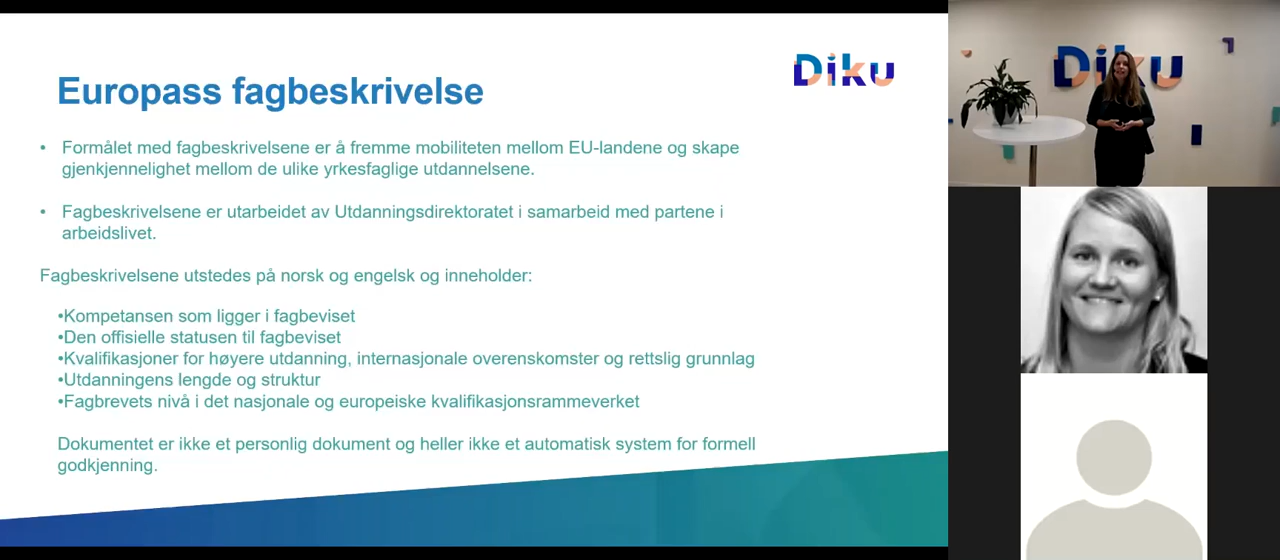 Diku
Europass fagbeskrivelse
• Formålet med fagbeskrivelsene er å fremme mobiliteten mellom EU-landene og skape
gjenkjennelighet mellom de ulike yrkesfaglige utdannelsene.
• Fagbeskrivelsene er utarbeidet av Utdanningsdirektoratet i samarbeid med partene i
arbeidslivet.
Fagbeskrivelsene utstedes på norsk og engelsk og inneholder:
•Kompetansen som ligger i fagbeviset
•Den offisielle statusen til fagbeviset
•Kvalifikasjoner for høyere utdanning, internasjonale overenskomster og rettslig grunnlag
•Utdanningens lengde og struktur
•Fagbrevets nivå i det nasjonale og europeiske kvalifikasjonsrammeverket
Dokumentet er ikke et personlig dokument og heller ikke et automatisk system for formell
godkjenning.
Diku